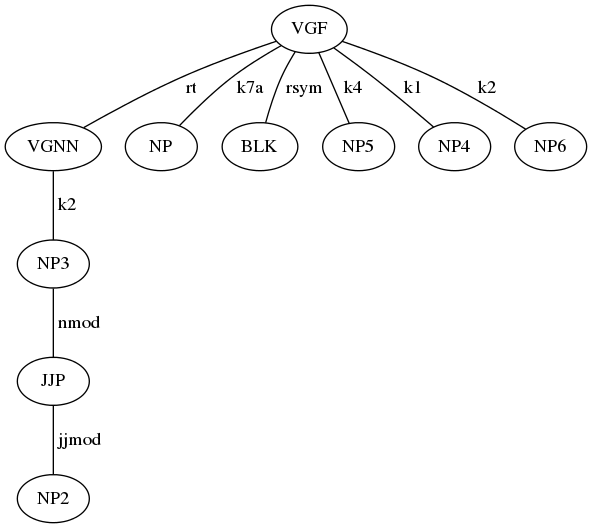 VGF
rt k7a rsym k4 k1 k2
VGNN NP BLK NP5 NP4 NP6
k2
NP3
nmod
JJP
jjmod
NP2